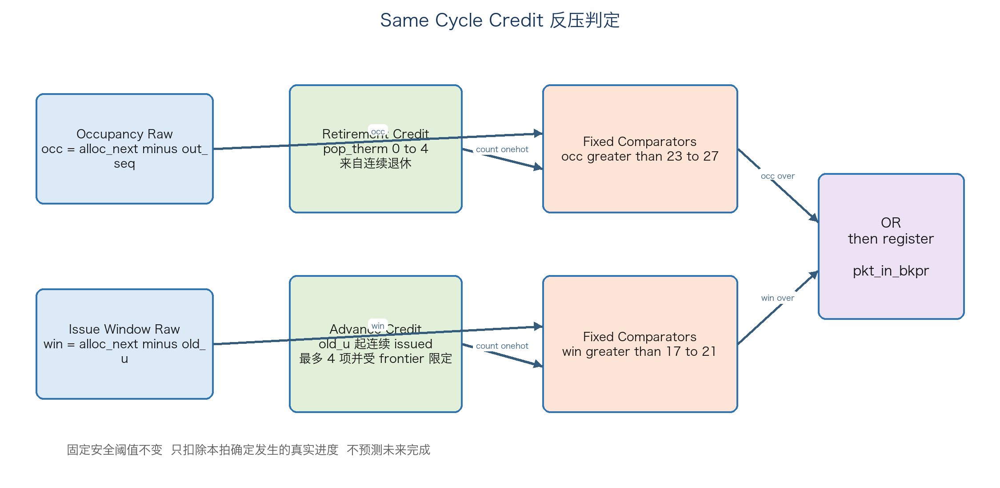 Same Cycle Credit 反压判定
Occupancy Raw
occ = alloc_next minus out_
seq
occ
Retirement Credit
pop_therm 0 to 4
来自连续退休
count onehot
Fixed Comparators
occ greater than 23 to 27
occ over
OR
then register
pkt_in_bkpr
Issue Window Raw
win = alloc_next minus old_
u
win
Advance Credit
old_u 起连续 issued
最多 4 项并受 frontier 限定
count onehot
Fixed Comparators
win greater than 17 to 21
win over
固定安全阈值不变 只扣除本拍确定发生的真实进度 不预测未来完成